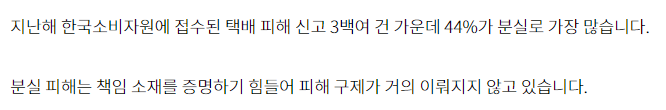 지난해 한국소비자원에 접수된 택배 피해 신고 3백여 건 가운데 44%가 분실로 가장 많습니다.
분실 피해는 책임 소재를 증명하기 힘들어 피해 구제가 거의 이뤄지지 않고 있습니다.